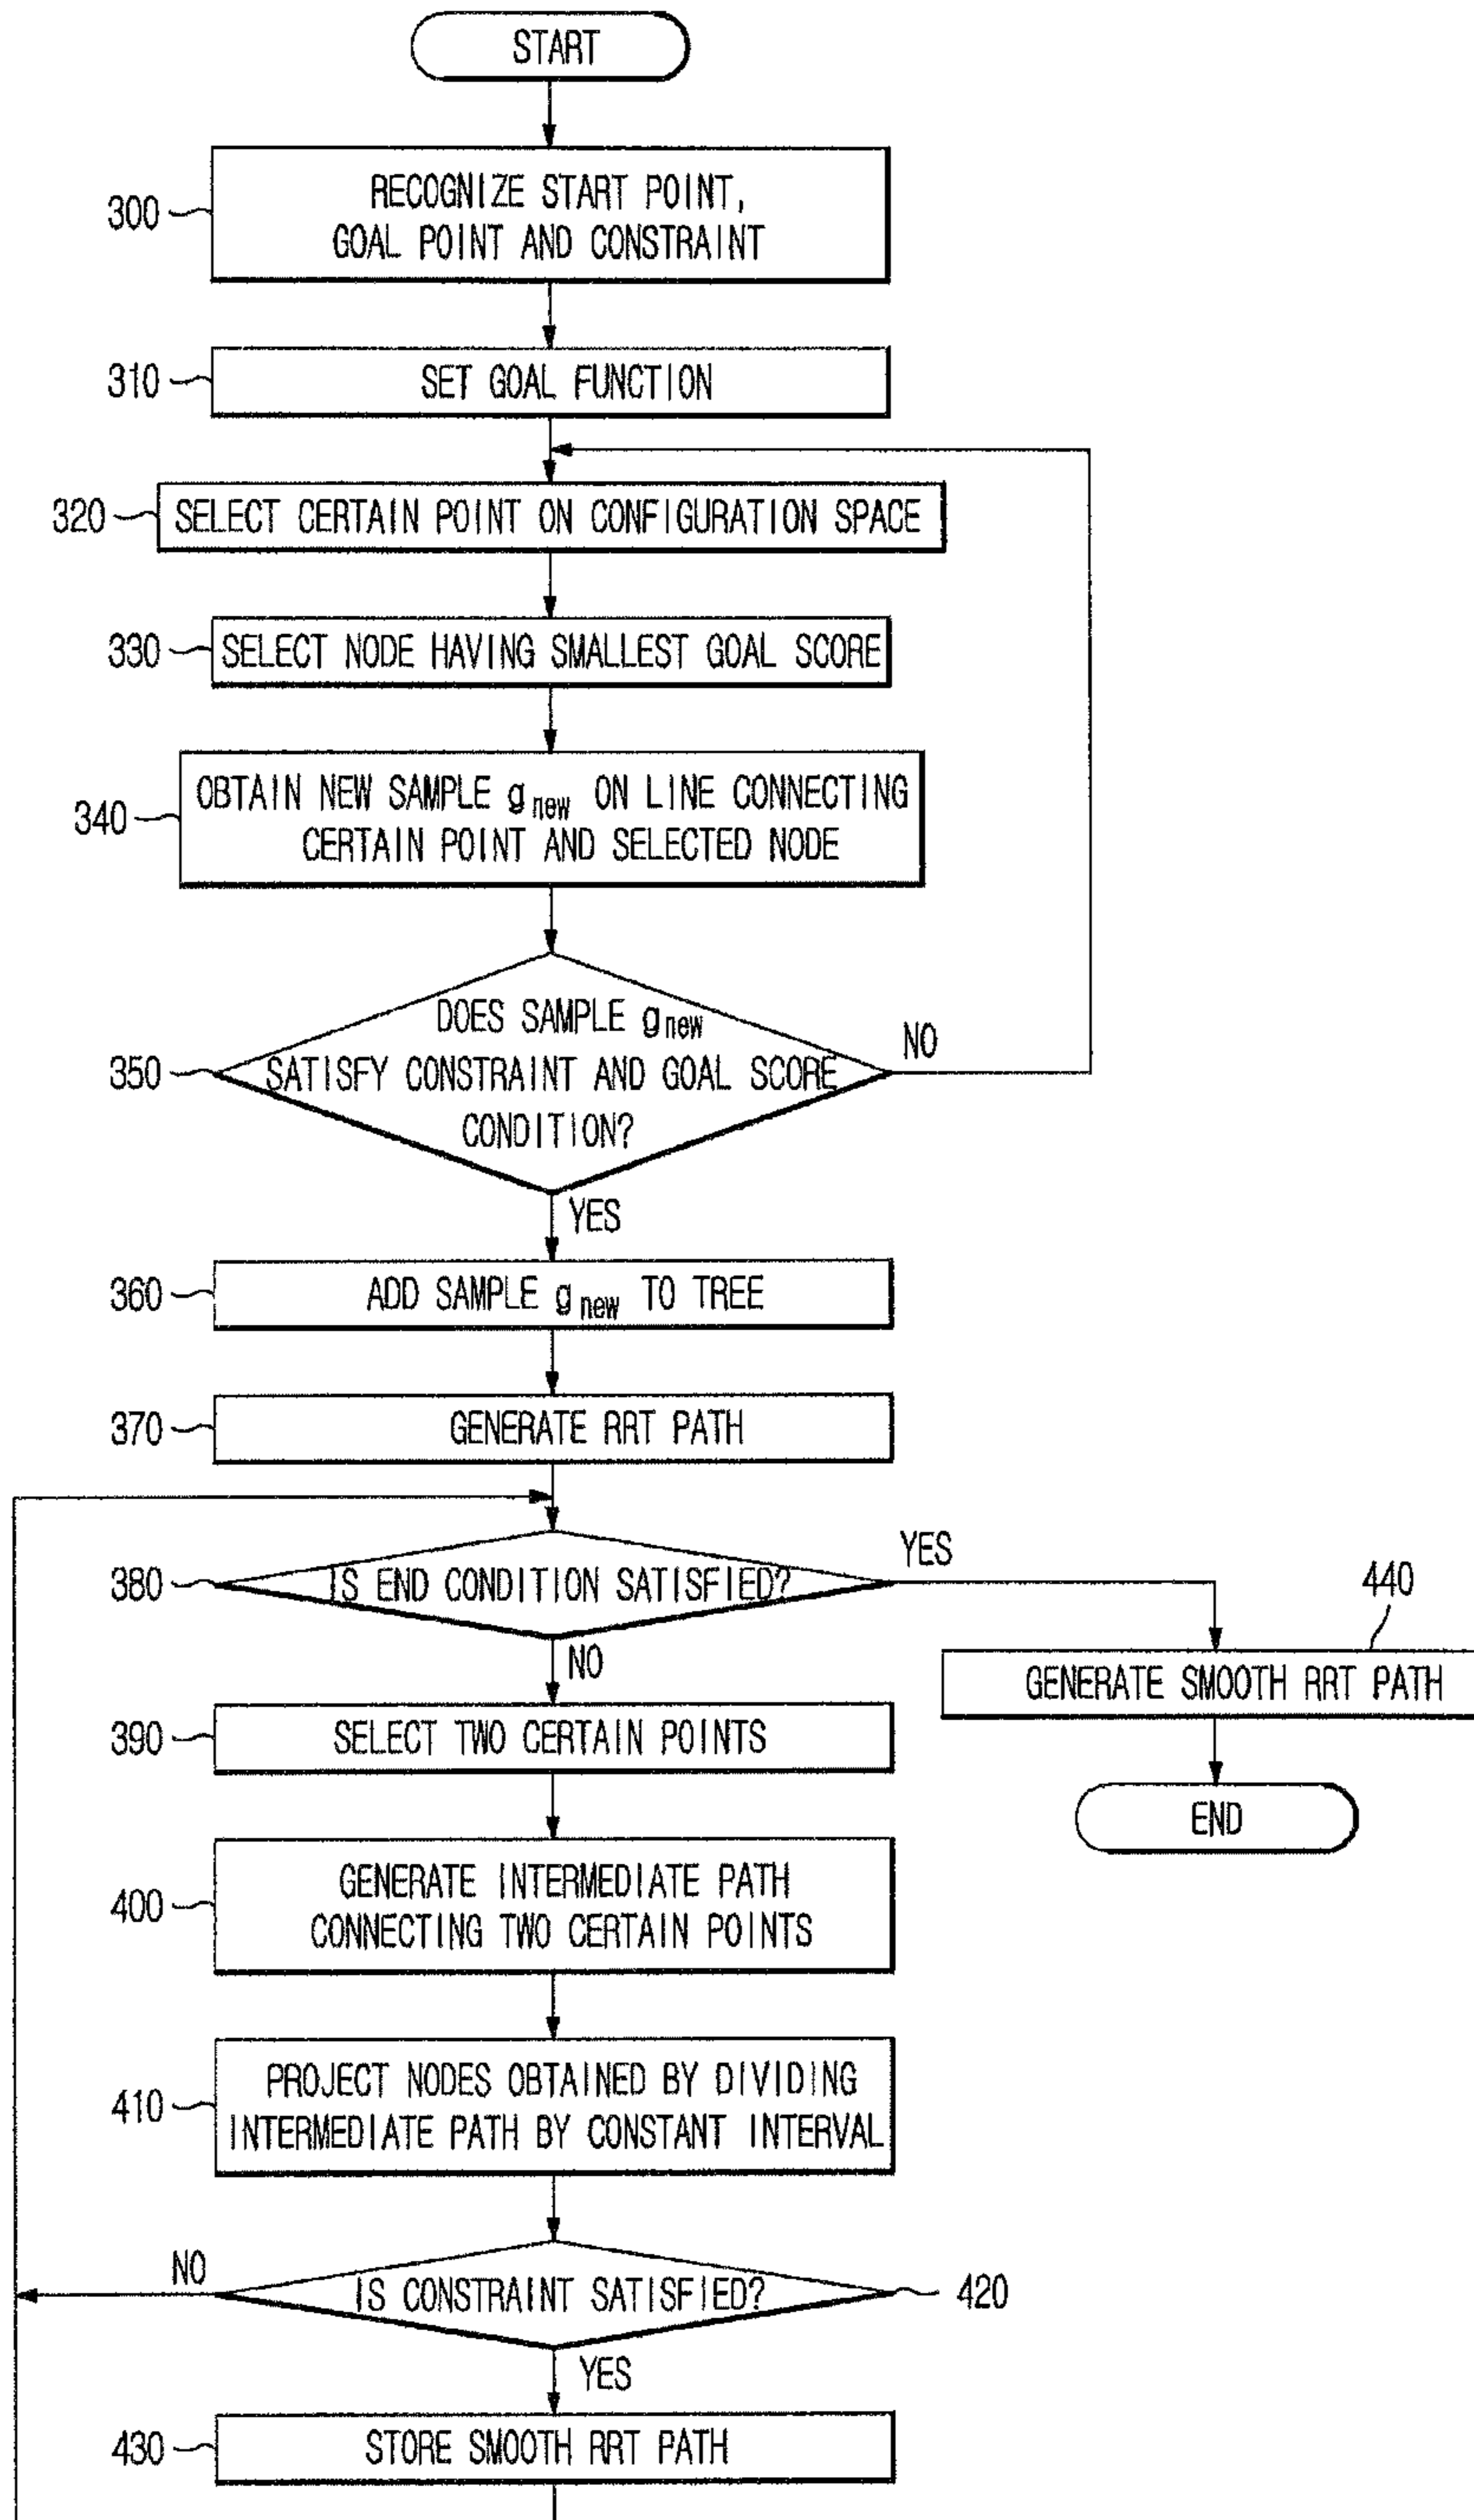 START
300
RECOGNIZE START POINT,
GOAL POINT AND CONSTRAINT
310
SET GOAL FUNCTION
320
SELECT CERTAIN POINT ON CONFIGURATION SPACE
330
SELECT NODE HAVING SMALLEST GOAL SCORE
340
OBTAIN NEW SAMPLE g new ON LINE CONNECTING
CERTAIN POINT AND SELECTED NODE
350
DOES SAMPLE g new
SATISFY CONSTRAINT AND GOAL SCORE
CONDITION?
NO
YES
360
ADD SAMPLE g new TO TREE
370
GENERATE RRT PATH
380
IS END CONDITION SATISFIED?
YES
440
GENERATE SMOOTH RRT PATH
END
NO
390
SELECT TWO CERTAIN POINTS
400
GENERATE INTERMEDIATE PATH
CONNECTING TWO CERTAIN POINTS
410
PROJECT NODES OBTAINED BY DIVIDING
INTERMEDIATE PATH BY CONSTANT INTERVAL
NO
IS CONSTRAINT SATISFIED?
420
YES
430
STORE SMOOTH RRT PATH